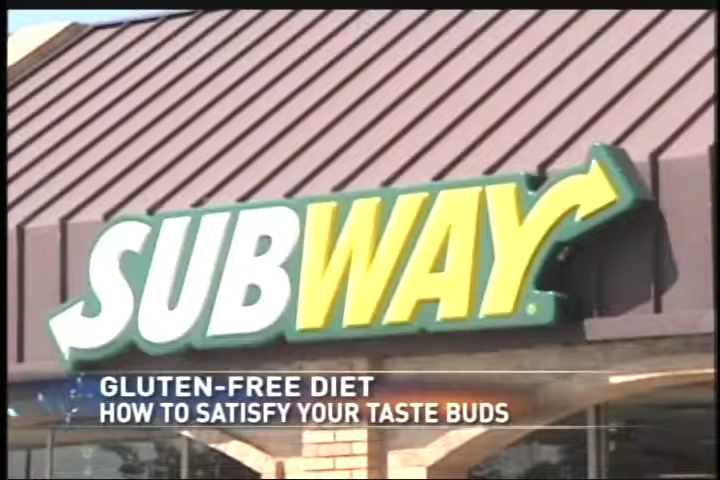 SUBWAY
GLUTEN-FREE DIET
HOW TO SATISFY YOUR TASTE BUDS